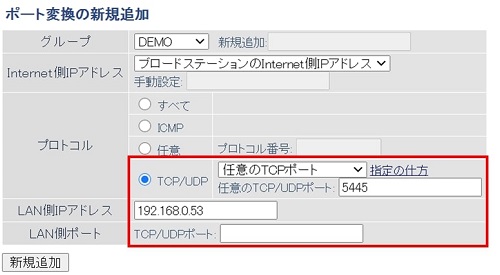 ポート変換の新規追加
グループ DEMO 新規追加:
Internet側IPアドレス ブロードステーションのInternet側IPアドレス
手動設定:
プロトコル
すべて
ICMP
任意 プロトコル番号:
TCP/UDP 任意のTCPポート 指定の仕方
任意のTCP/UDPポート: 5445
LAN側IPアドレス 192.168.0.53
LAN側ポート TCP/UDPポート:
新規追加